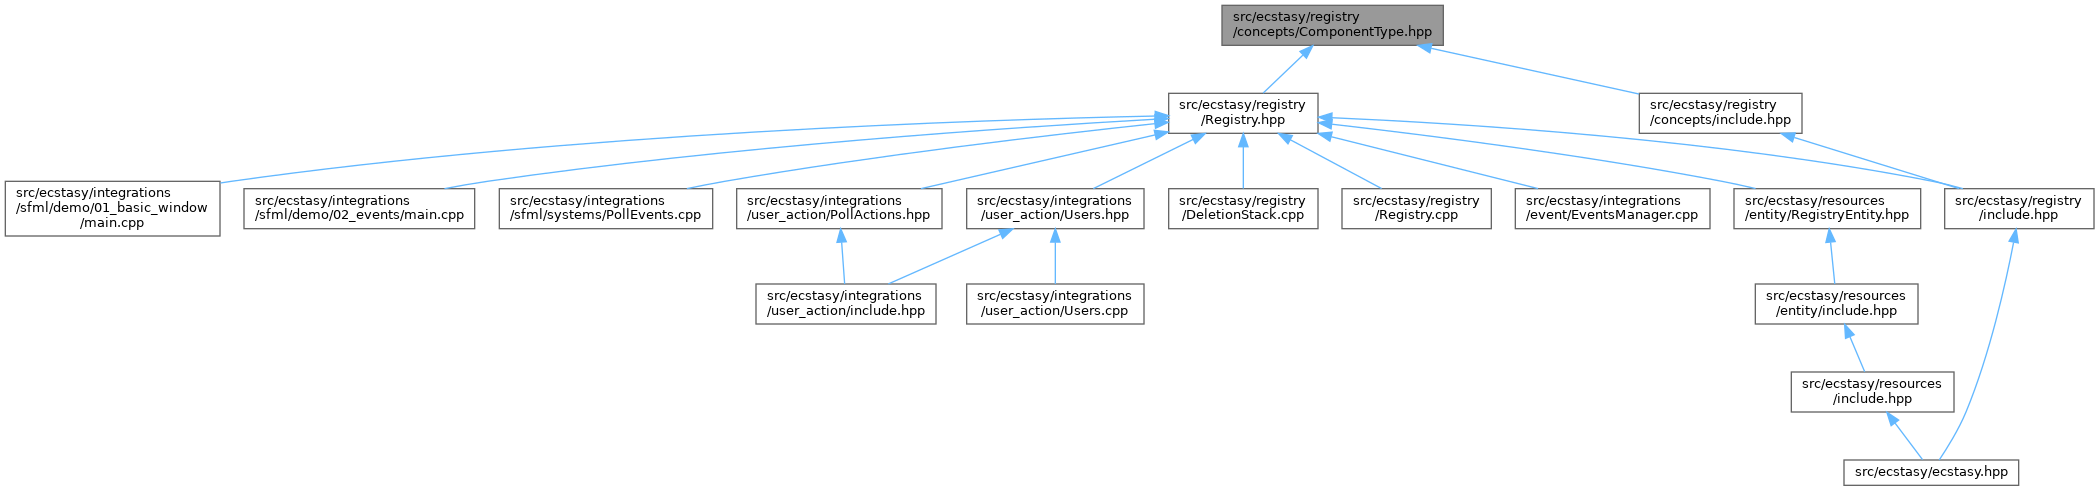 src/ecstasy/registry
/concepts/ComponentType.hpp
src/ecstasy/registry
/Registry.hpp
src/ecstasy/registry
/concepts/include.hpp
src/ecstasy/integrations
/sfml/demo/01_basic_window
/main.cpp
src/ecstasy/integrations
/sfml/demo/02_events/main.cpp
src/ecstasy/integrations
/sfml/systems/PollEvents.cpp
src/ecstasy/integrations
/user_action/PollActions.hpp
src/ecstasy/integrations
/user_action/Users.hpp
src/ecstasy/registry
/DeletionStack.cpp
src/ecstasy/registry
/Registry.cpp
src/ecstasy/integrations
/event/EventsManager.cpp
src/ecstasy/resources
/entity/RegistryEntity.hpp
src/ecstasy/registry
/include.hpp
src/ecstasy/integrations
/user_action/include.hpp
src/ecstasy/integrations
/user_action/Users.cpp
src/ecstasy/resources
/entity/include.hpp
src/ecstasy/resources
/include.hpp
src/ecstasy/ecstasy.hpp